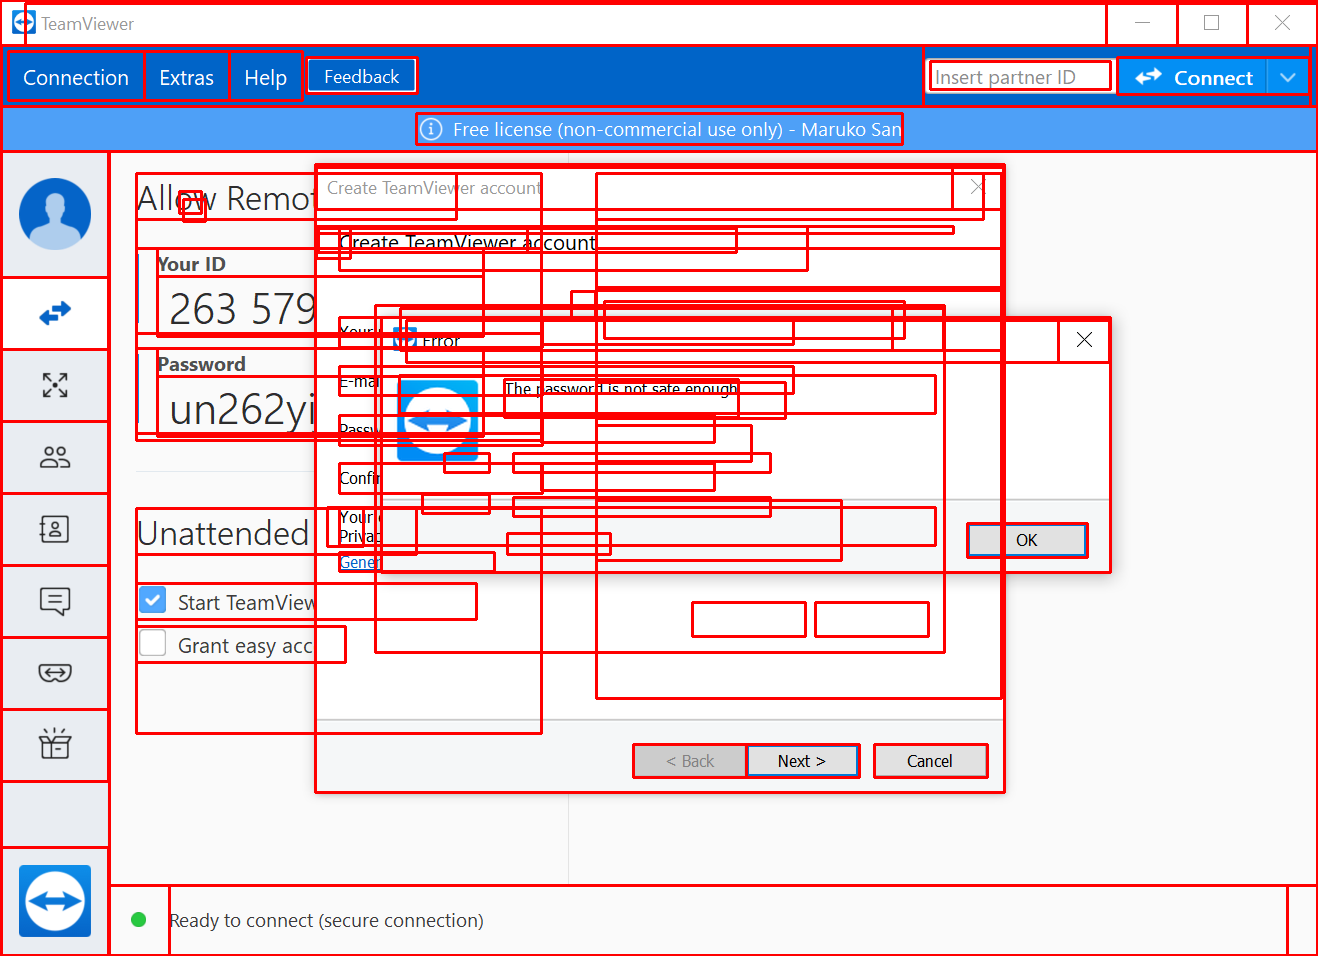 TeamViewer
Connection Extras Help Feedback Insert partner ID Connect
Free license (non-commercial use only) - Maruko San
Allow Remot
Create TeamViewer account
Create TeamViewer account
Your ID
263 579
Error
Password
un262yi
E-mai
The password is not safe enough
Passw
Confir
Your
Privac
Gener
Unattended
OK
Start TeamView
Grant easy acc
< Back Next > Cancel
Ready to connect (secure connection)